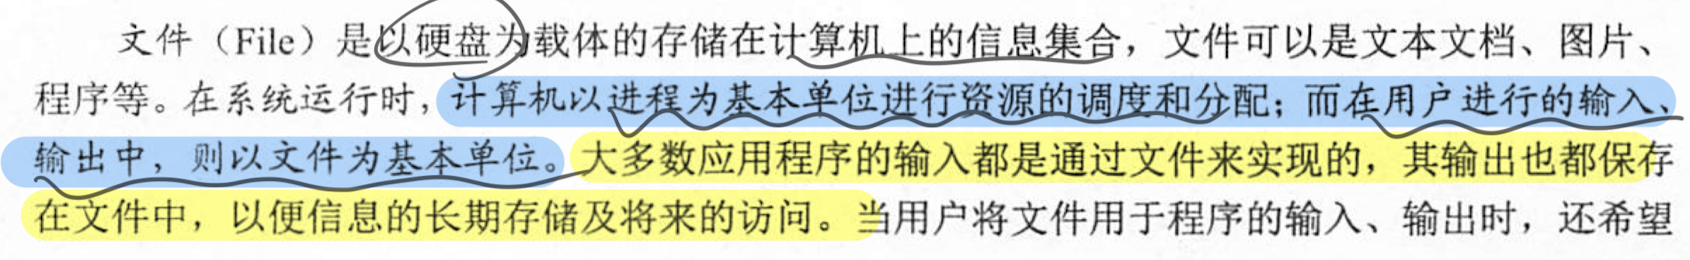 文件（File）是以硬盘为载体的存储在计算机上的信息集合，文件可以是文本文档、图片、
程序等。在系统运行时，计算机以进程为基本单位进行资源的调度和分配；而在用户进行的输入、
输出中，则以文件为基本单位。大多数应用程序的输入都是通过文件来实现的，其输出也都保存
在文件中，以便信息的长期存储及将来的访问。当用户将文件用于程序的输入、输出时，还希望